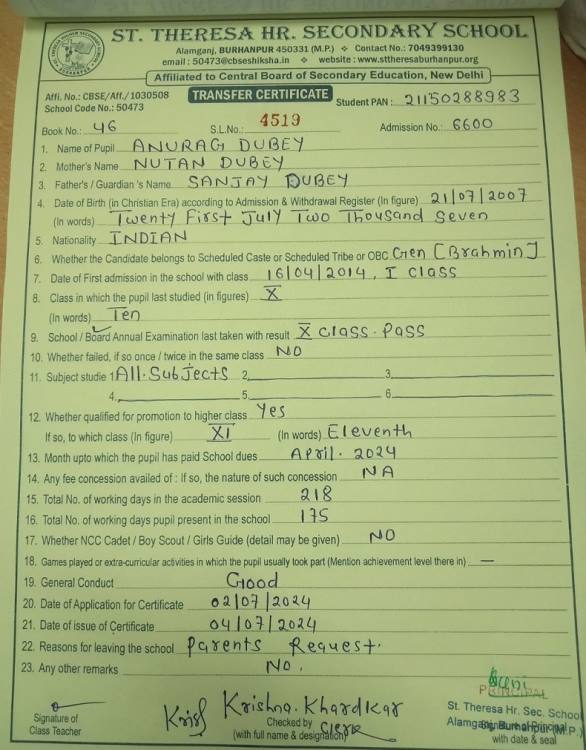 ST. THERESA HR. SECONDARY SCHOOL
Alamganj, BURHANPUR 450331 (M.P.) ❖ Contact No.: 7049399130
email : 50473@cbseshiksha.in ❖ website : www.sttheresaburhanpur.org
Affiliated to Central Board of Secondary Education, New Delhi
Affi. No.: CBSE/Aff./1030508 TRANSFER CERTIFICATE Student PAN : 21150288983
School Code No.: 50473
Book No.: 46 S.L.No.: 4519 Admission No.: 6600
1. Name of Pupil ANURAG DUBEY
2. Mother's Name NUTAN DUBEY
3. Father's / Guardian 's Name SANJAY DUBEY
4. Date of Birth (in Christian Era) according to Admission & Withdrawal Register (In figure) 21/07/2007
(In words) Twenty First July Two Thousand Seven
5. Nationality INDIAN
6. Whether the Candidate belongs to Scheduled Caste or Scheduled Tribe or OBC Gen [Brahmin]
7. Date of First admission in the school with class 16/04/2014, I class
8. Class in which the pupil last studied (in figures) X
(In words) Ten
9. School / Board Annual Examination last taken with result X class. Pass
10. Whether failed, if so once / twice in the same class NO
11. Subject studie 1 All. Subjects 2. 3.
4. 5. 6.
12. Whether qualified for promotion to higher class Yes
If so, to which class (In figure) XI (In words) Eleventh
13. Month upto which the pupil has paid School dues April. 2024
14. Any fee concession availed of : If so, the nature of such concession NA
15. Total No. of working days in the academic session 218
16. Total No. of working days pupil present in the school 175
17. Whether NCC Cadet / Boy Scout / Girls Guide (detail may be given) NO
18. Games played or extra-curricular activities in which the pupil usually took part (Mention achievement level there in) —
19. General Conduct Good
20. Date of Application for Certificate 02/07/2024
21. Date of issue of Certificate 04/07/2024
22. Reasons for leaving the school Parents Request.
23. Any other remarks NO.
PRINCIPAL
Krishna. Khardkar St. Theresa Hr. Sec. School
Signature of Checked by Clerk Alamganj, Burhanpur (M.P.)
Class Teacher (with full name & designation) with date & seal